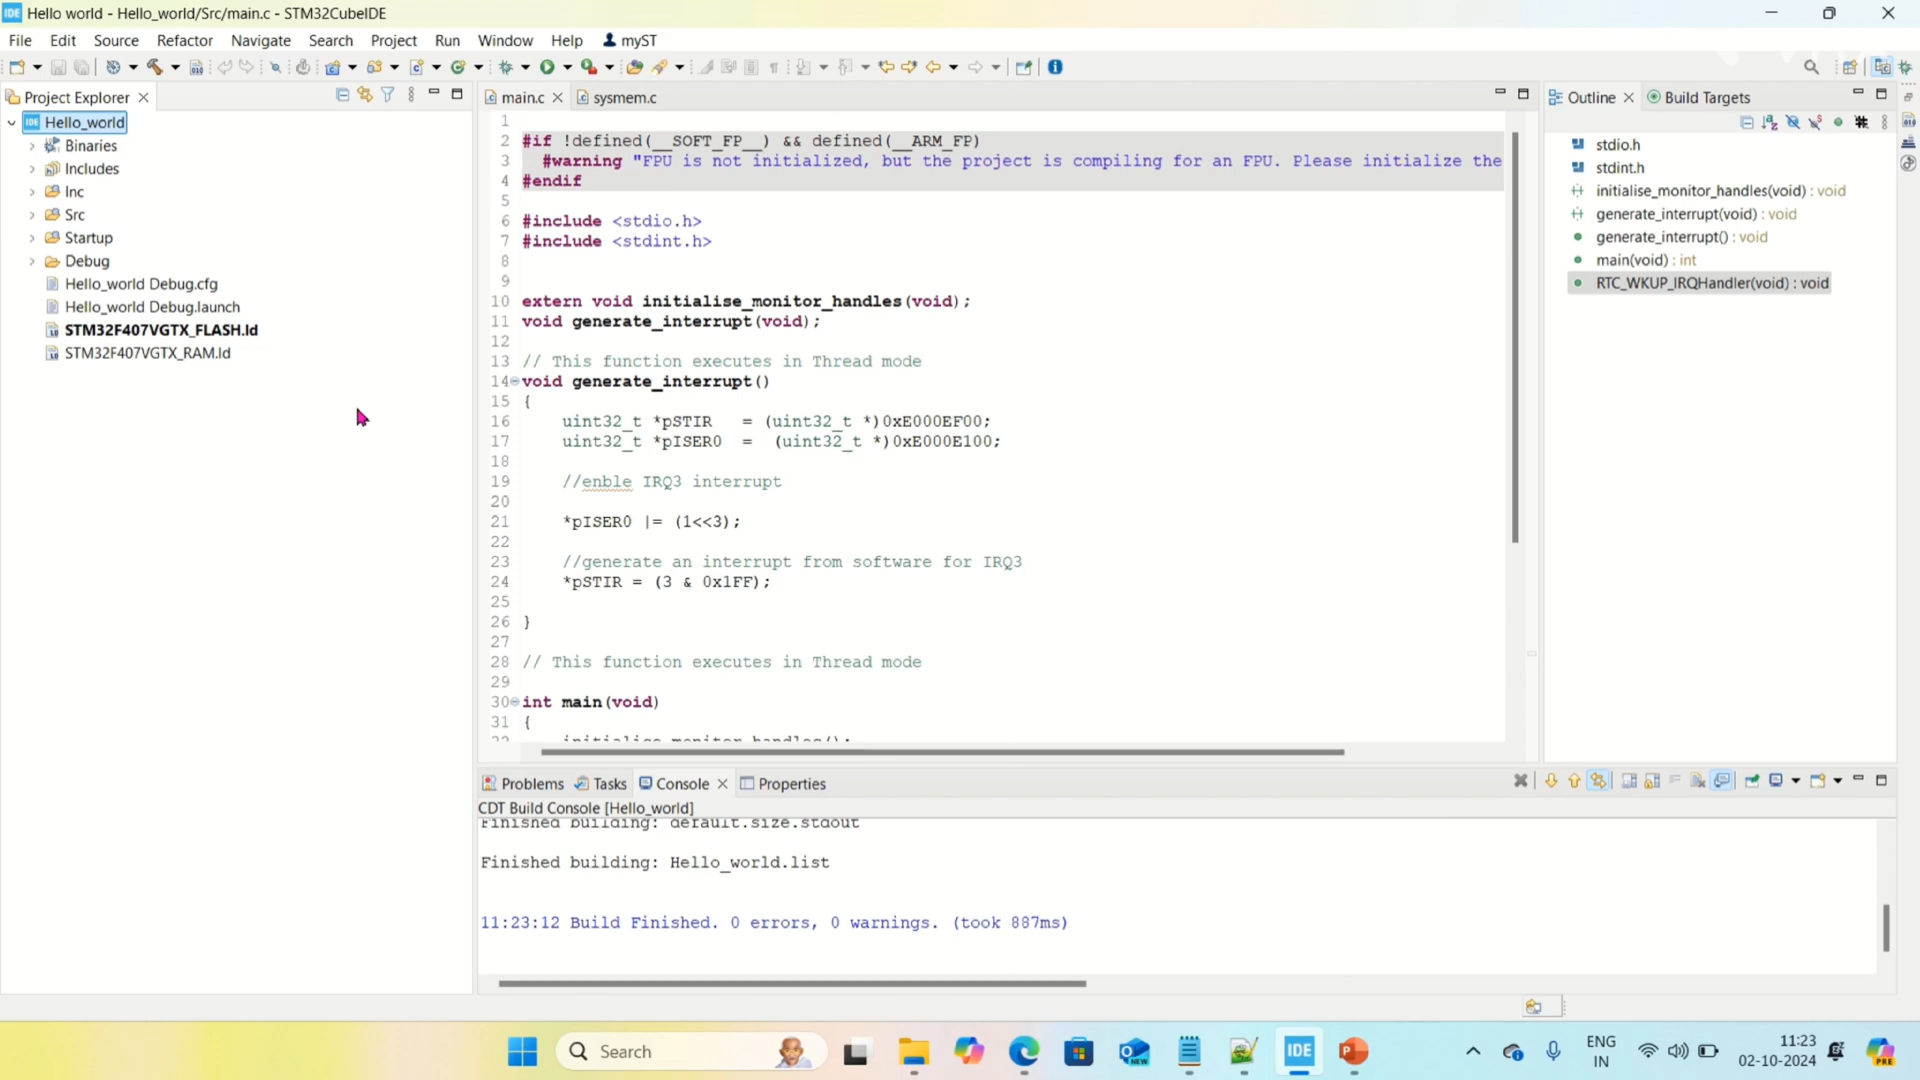 IDE Hello world - Hello_world/Src/main.c - STM32CubeIDE
File Edit Source Refactor Navigate Search Project Run Window Help myST
Project Explorer
main.c
sysmem.c
Outline
Build Targets
IDE Hello_world
Binaries
Includes
Inc
Src
Startup
Debug
Hello_world Debug.cfg
Hello_world Debug.launch
STM32F407VGTX_FLASH.ld
STM32F407VGTX_RAM.ld
1
2 #if !defined(__SOFT_FP__) && defined(__ARM_FP)
3 #warning "FPU is not initialized, but the project is compiling for an FPU. Please initialize the
4 #endif
5
6 #include <stdio.h>
7 #include <stdint.h>
8
9
10 extern void initialise_monitor_handles(void);
11 void generate_interrupt(void);
12
13 // This function executes in Thread mode
14 void generate_interrupt()
15 {
16 uint32_t *pSTIR = (uint32_t *)0xE000EF00;
17 uint32_t *pISER0 = (uint32_t *)0xE000E100;
18
19 //enble IRQ3 interrupt
20
21 *pISER0 |= (1<<3);
22
23 //generate an interrupt from software for IRQ3
24 *pSTIR = (3 & 0x1FF);
25
26 }
27
28 // This function executes in Thread mode
29
30 int main(void)
31 {
32 initialise_monitor_handles();
stdio.h
stdint.h
initialise_monitor_handles(void) : void
generate_interrupt(void) : void
generate_interrupt() : void
main(void) : int
RTC_WKUP_IRQHandler(void) : void
Problems Tasks Console Properties
CDT Build Console [Hello_world]
Finished building: default.size.stdout
Finished building: Hello_world.list
11:23:12 Build Finished. 0 errors, 0 warnings. (took 887ms)
Search
NEW
IDE
ENG
IN
11:23
02-10-2024
PRE